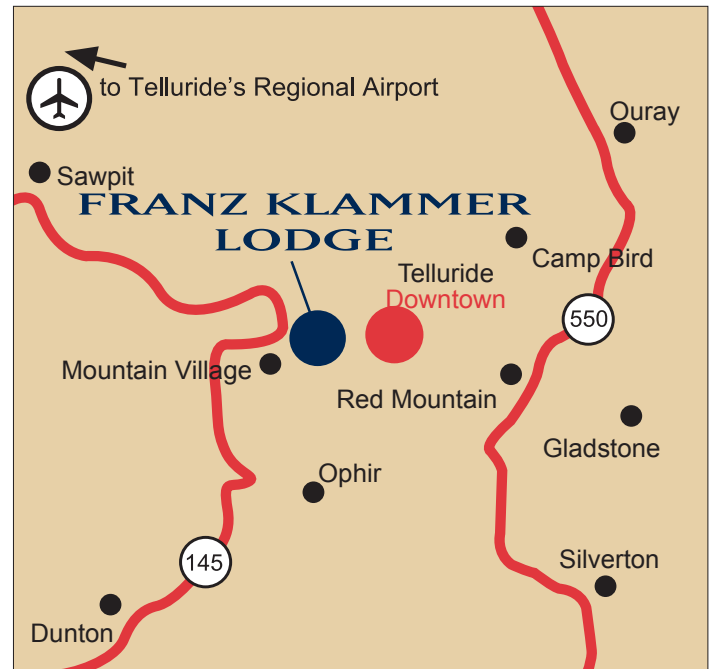 to Telluride's Regional Airport
Ouray
Sawpit
FRANZ KLAMMER
LODGE
Camp Bird
Telluride
Downtown
550
Mountain Village
Red Mountain
Gladstone
Ophir
145
Silverton
Dunton